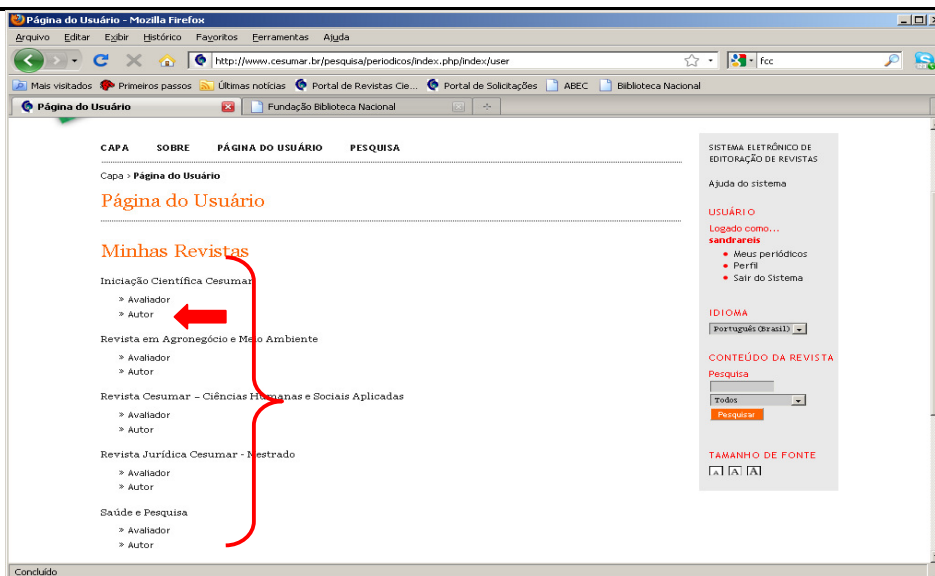 Página do Usuário - Mozilla Firefox
Arquivo Editar Exibir Histórico Favoritos Ferramentas Ajuda
http://www.cesumar.br/pesquisa/periodicos/index.php/index/user
fcc
Mais visitados Primeiros passos Últimas notícias Portal de Revistas Cie... Portal de Solicitações ABEC Biiblioteca Nacional
Página do Usuário Fundação Biblioteca Nacional
CAPA SOBRE PÁGINA DO USUÁRIO PESQUISA
Capa > Página do Usuário
Página do Usuário
Minhas Revistas
Iniciação Científica Cesumar
» Avaliador
» Autor
Revista em Agronegócio e Meio Ambiente
» Avaliador
» Autor
Revista Cesumar – Ciências Humanas e Sociais Aplicadas
» Avaliador
» Autor
Revista Jurídica Cesumar - Mestrado
» Avaliador
» Autor
Saúde e Pesquisa
» Avaliador
» Autor
SISTEMA ELETRÔNICO DE
EDITORAÇÃO DE REVISTAS
Ajuda do sistema
USUÁRIO
Logado como...
sandrareis
Meus periódicos
Perfil
Sair do Sistema
IDIOMA
Português (Brasil)
CONTEÚDO DA REVISTA
Pesquisa
Todos
Pesquisar
TAMANHO DE FONTE
A A A
Concluído